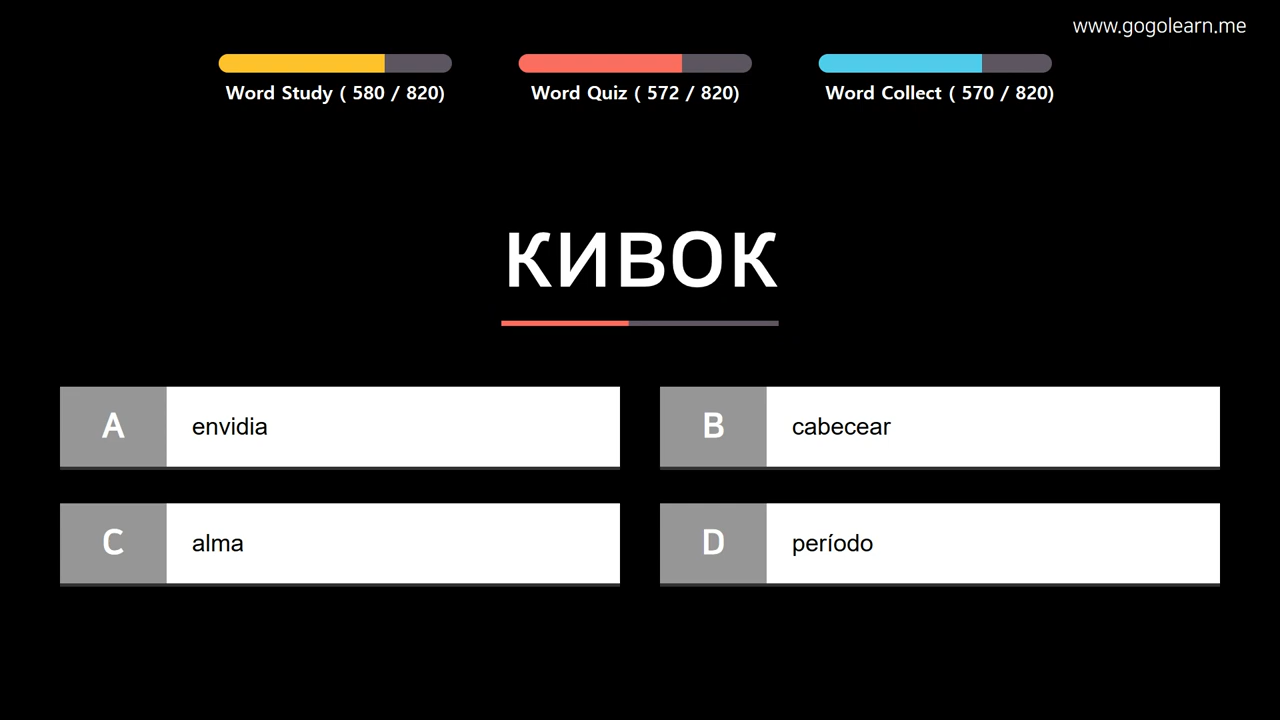 www.gogolearn.me
Word Study ( 580 / 820)
Word Quiz ( 572 / 820)
Word Collect ( 570 / 820)
кивок
A envidia
B cabecear
C alma
D período